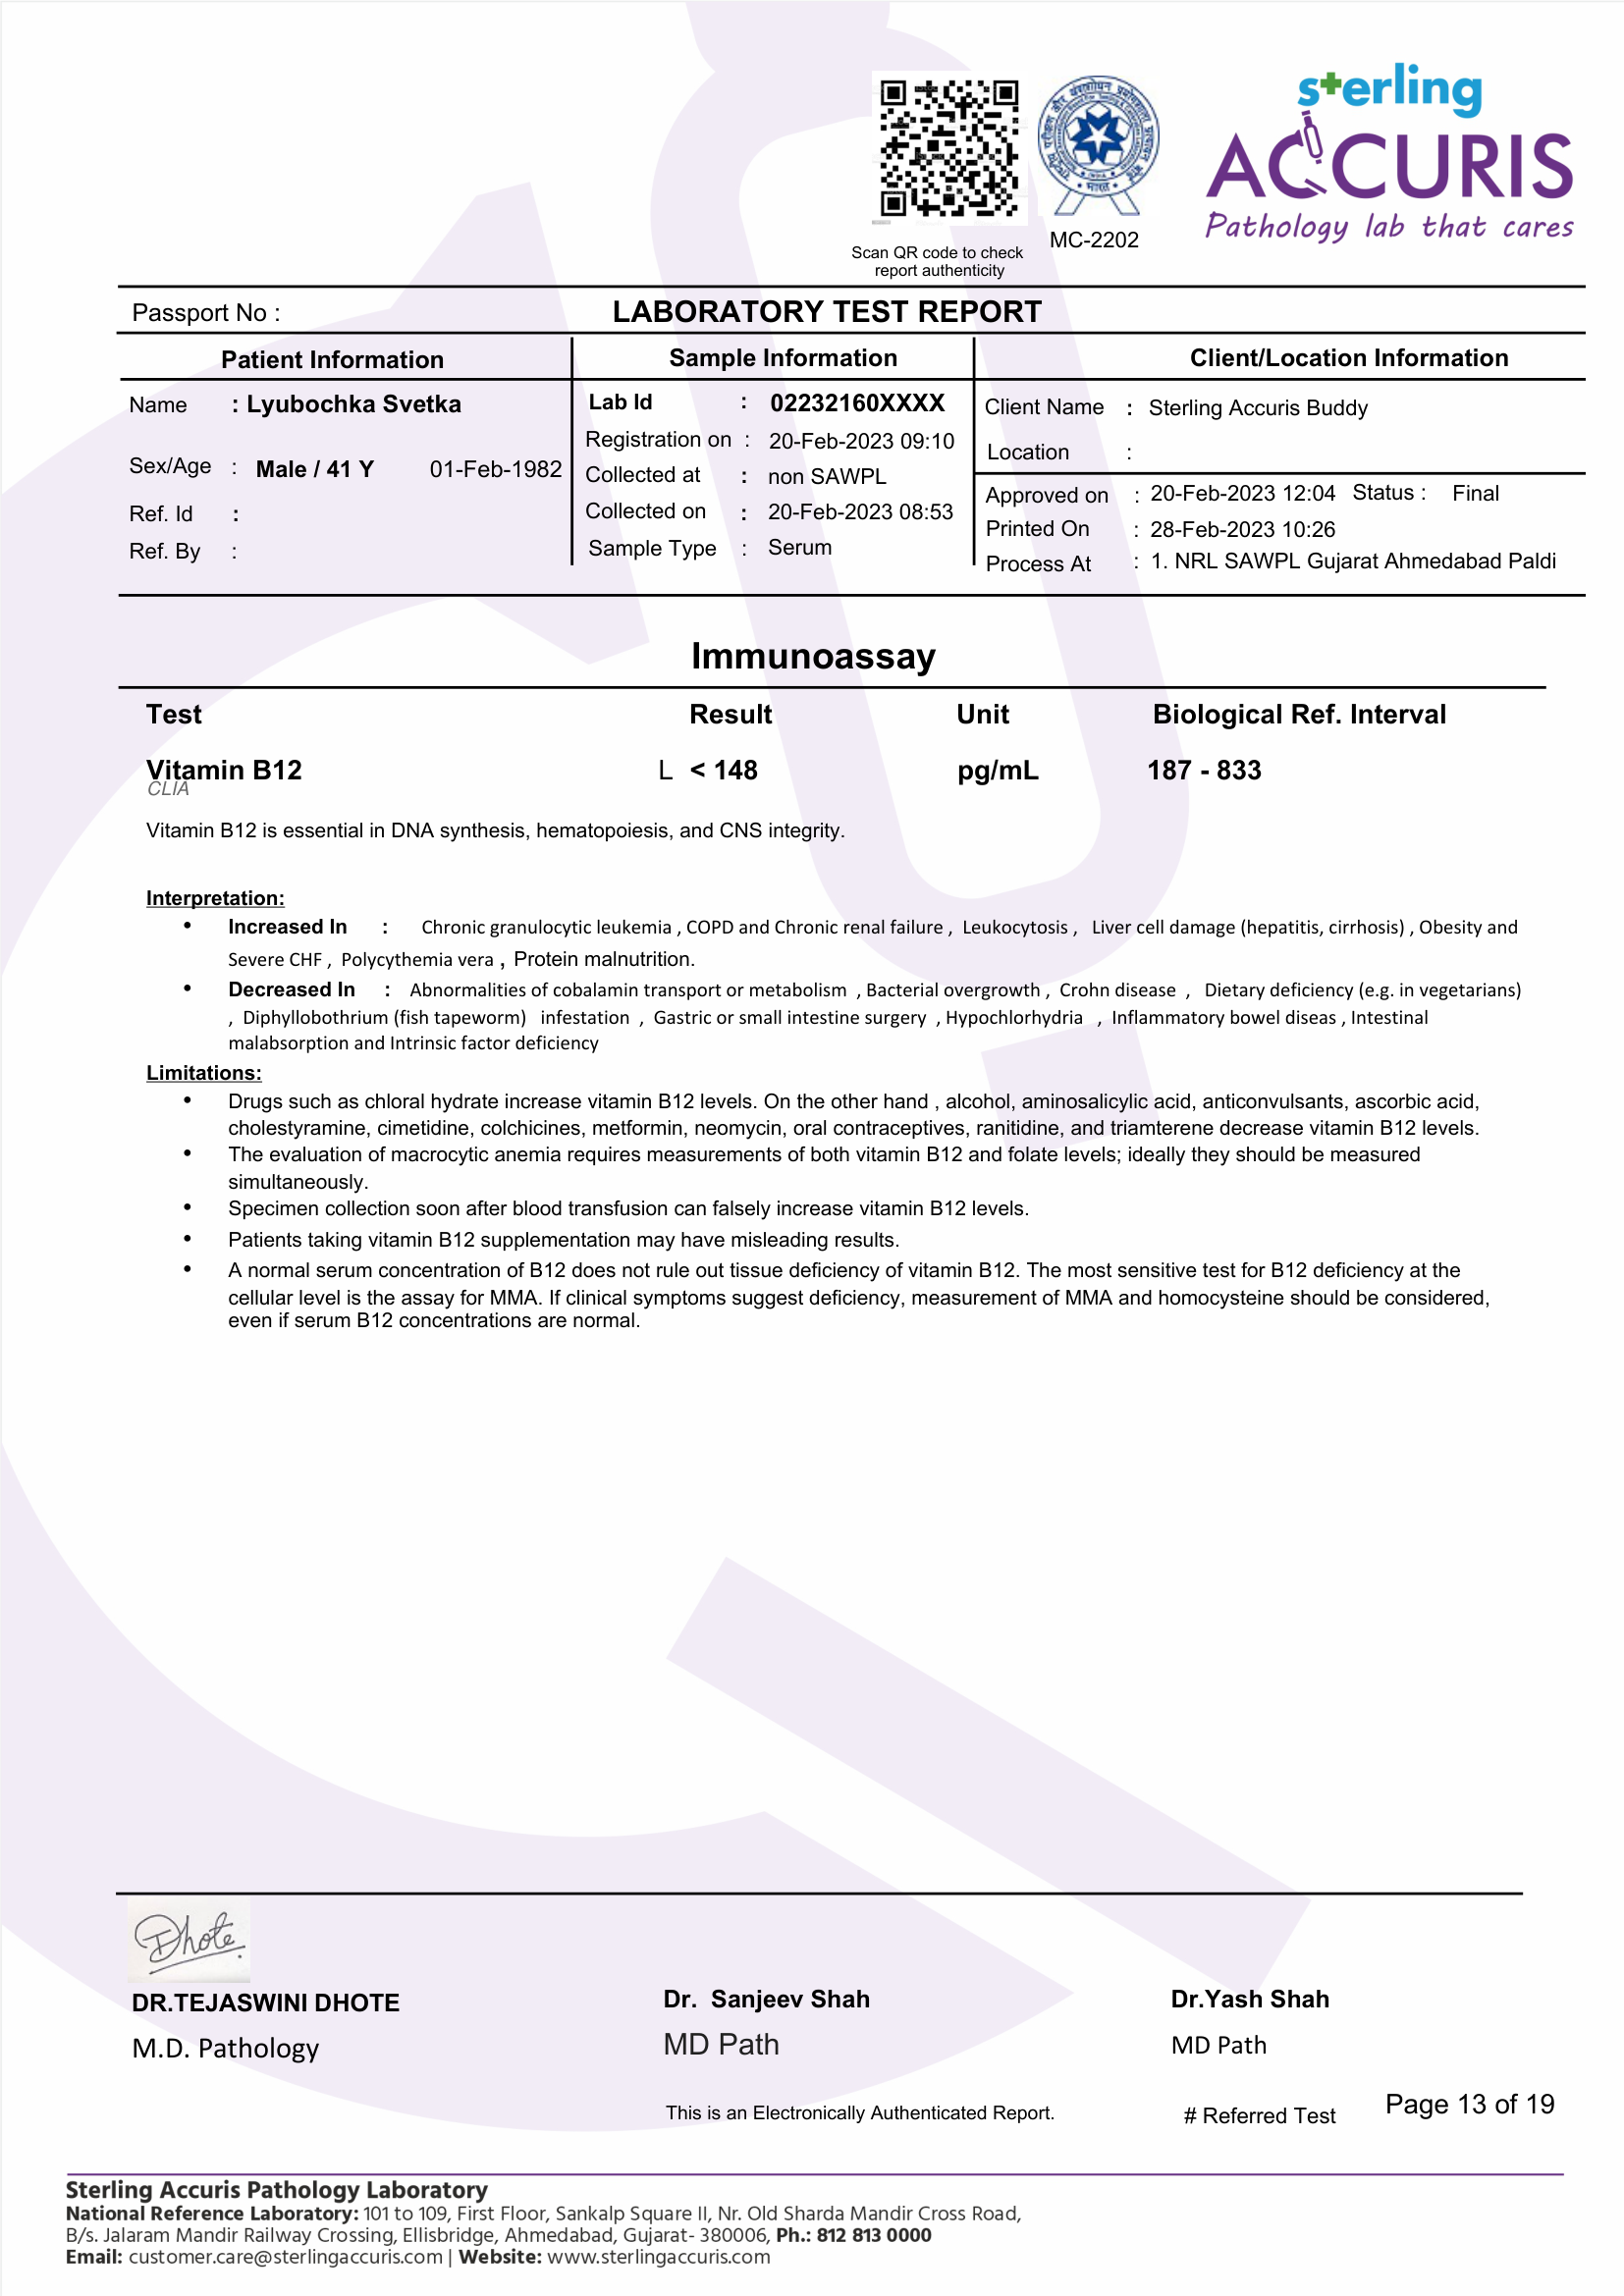 sterling
ACCURIS
Pathology lab that cares
MC-2202
Scan QR code to check
report authenticity
Passport No : LABORATORY TEST REPORT
Patient Information Sample Information Client/Location Information
Name : Lyubochka Svetka Lab Id : 02232160XXXX Client Name : Sterling Accuris Buddy
Registration on : 20-Feb-2023 09:10
Location :
Sex/Age : Male / 41 Y 01-Feb-1982 Collected at : non SAWPL
Approved on : 20-Feb-2023 12:04 Status : Final
Ref. Id : Collected on : 20-Feb-2023 08:53
Printed On : 28-Feb-2023 10:26
Ref. By : Sample Type : Serum
Process At : 1. NRL SAWPL Gujarat Ahmedabad Paldi
Immunoassay
Test Result Unit Biological Ref. Interval
Vitamin B12 L < 148 pg/mL 187 - 833
CLIA
Vitamin B12 is essential in DNA synthesis, hematopoiesis, and CNS integrity.
Interpretation:
• Increased In : Chronic granulocytic leukemia , COPD and Chronic renal failure , Leukocytosis , Liver cell damage (hepatitis, cirrhosis) , Obesity and
Severe CHF , Polycythemia vera , Protein malnutrition.
• Decreased In : Abnormalities of cobalamin transport or metabolism , Bacterial overgrowth , Crohn disease , Dietary deficiency (e.g. in vegetarians)
, Diphyllobothrium (fish tapeworm) infestation , Gastric or small intestine surgery , Hypochlorhydria , Inflammatory bowel diseas , Intestinal
malabsorption and Intrinsic factor deficiency
Limitations:
• Drugs such as chloral hydrate increase vitamin B12 levels. On the other hand , alcohol, aminosalicylic acid, anticonvulsants, ascorbic acid,
cholestyramine, cimetidine, colchicines, metformin, neomycin, oral contraceptives, ranitidine, and triamterene decrease vitamin B12 levels.
• The evaluation of macrocytic anemia requires measurements of both vitamin B12 and folate levels; ideally they should be measured
simultaneously.
• Specimen collection soon after blood transfusion can falsely increase vitamin B12 levels.
• Patients taking vitamin B12 supplementation may have misleading results.
• A normal serum concentration of B12 does not rule out tissue deficiency of vitamin B12. The most sensitive test for B12 deficiency at the
cellular level is the assay for MMA. If clinical symptoms suggest deficiency, measurement of MMA and homocysteine should be considered,
even if serum B12 concentrations are normal.
Dhote
DR.TEJASWINI DHOTE Dr. Sanjeev Shah Dr.Yash Shah
M.D. Pathology MD Path MD Path
This is an Electronically Authenticated Report. # Referred Test Page 13 of 19
Sterling Accuris Pathology Laboratory
National Reference Laboratory: 101 to 109, First Floor, Sankalp Square II, Nr. Old Sharda Mandir Cross Road,
B/s. Jalaram Mandir Railway Crossing, Ellisbridge, Ahmedabad, Gujarat- 380006, Ph.: 812 813 0000
Email: customer.care@sterlingaccuris.com | Website: www.sterlingaccuris.com